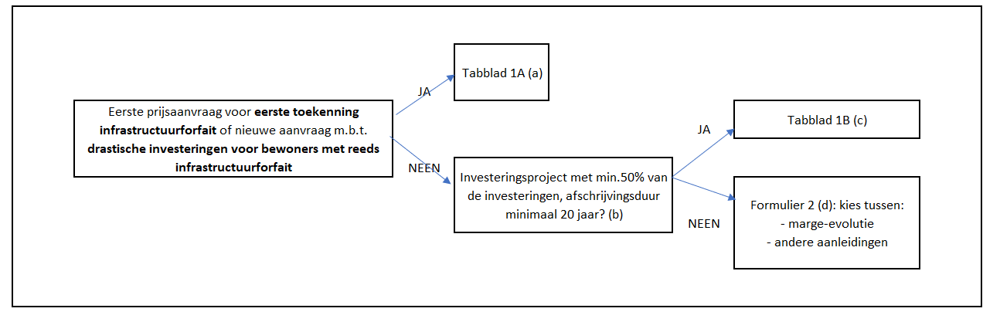 Tabblad 1A (a)
JA
Eerste prijsaanvraag voor eerste toekenning
infrastructuurforfait of nieuwe aanvraag m.b.t.
drastische investeringen voor bewoners met reeds
infrastructuurforfait
NEEN
Investeringsproject met min.50% van
de investeringen, afschrijvingsduur
minimaal 20 jaar? (b)
JA
Tabblad 1B (c)
NEEN
Formulier 2 (d): kies tussen:
- marge-evolutie
- andere aanleidingen